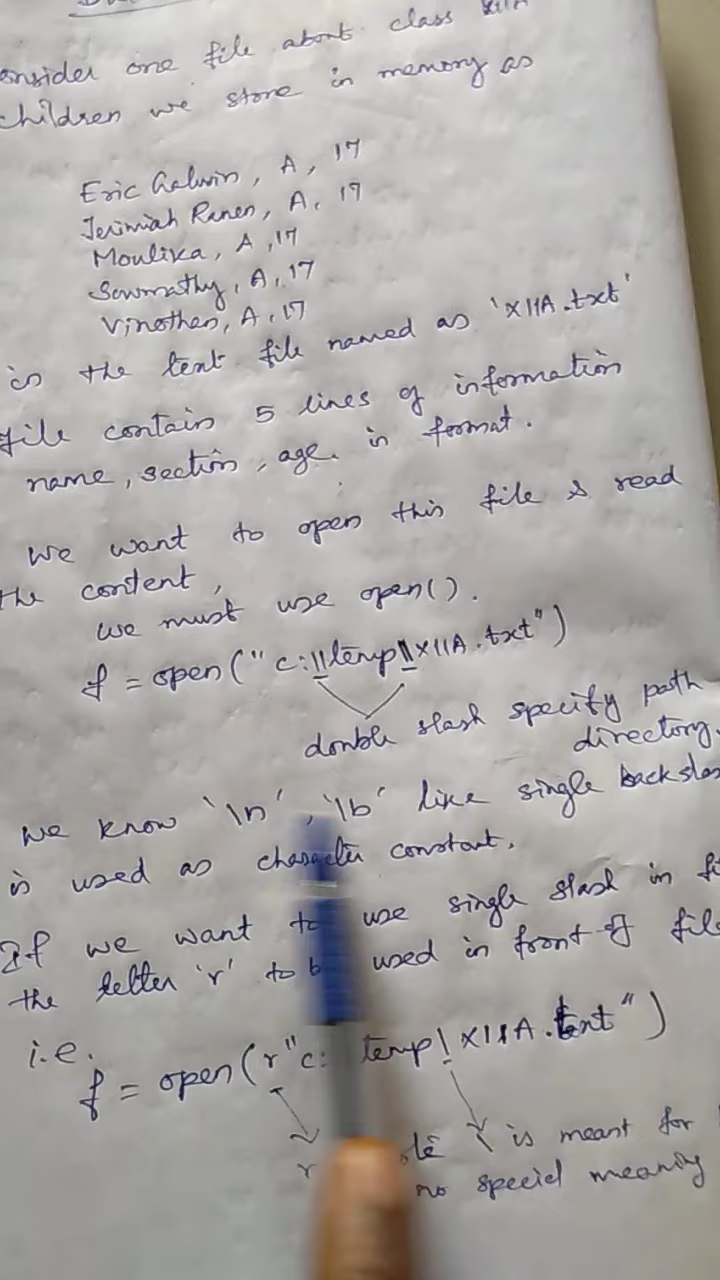 onsider one file about class XIIA
children we store in memory as
Eric Galwin, A, 17
Jerimiah Ranen, A, 17
Moulika, A, 17
Sowmathy, A, 17
Vinothen, A, 17
is the text file named as 'XIIA.txt'
file contain 5 lines of information
name, section, age. in format.
We want to open this file & read
the content,
we must use open().
f = open("c:\\temp\\XIIA.txt")
double slash specify path
directory.
We know '\n', '\b' like single backslas
is used as character constant.
If we want to use single slash in fi
the letter 'r' to b used in front of file
i.e.
f = open(r"c: temp\XIIA.text")
r \ is meant for
no special meaning